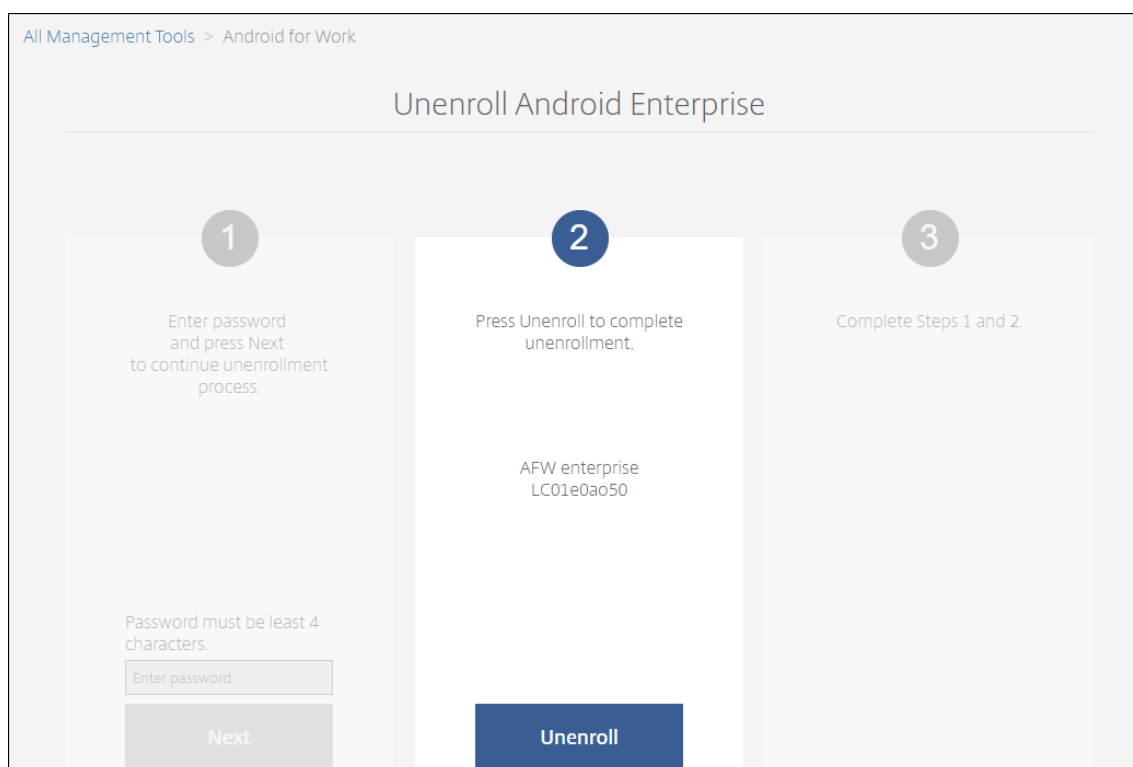 All Management Tools > Android for Work
Unenroll Android Enterprise
1
Enter password
and press Next
to continue unenrollment
process.
Password must be least 4
characters.
Enter password
Next
2
Press Unenroll to complete
unenrollment.
AFW enterprise
LC01e0ao50
Unenroll
3
Complete Steps 1 and 2.